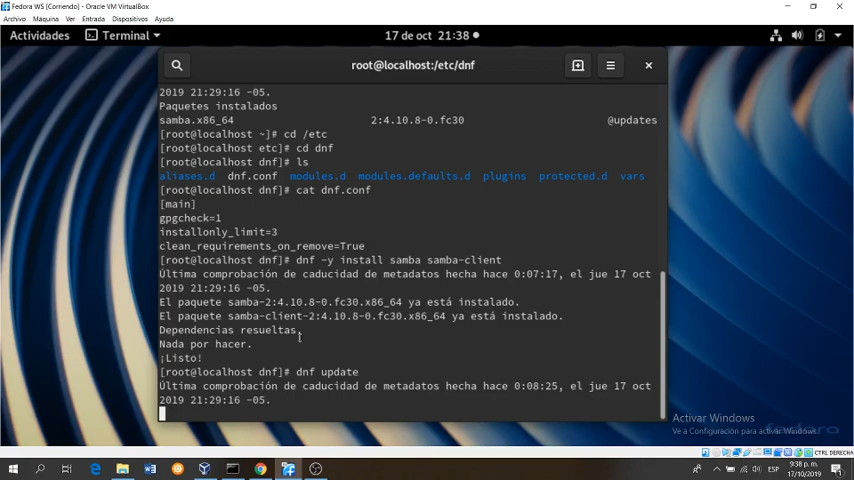 Fedora WS [Corriendo] - Oracle VM VirtualBox
Archivo Máquina Ver Entrada Dispositivos Ayuda
Actividades Terminal 17 de oct 21:38
root@localhost:/etc/dnf
2019 21:29:16 -05.
Paquetes instalados
samba.x86_64 2:4.10.8-0.fc30 @updates
[root@localhost ~]# cd /etc
[root@localhost etc]# cd dnf
[root@localhost dnf]# ls
aliases.d dnf.conf modules.d modules.defaults.d plugins protected.d vars
[root@localhost dnf]# cat dnf.conf
[main]
gpgcheck=1
installonly_limit=3
clean_requirements_on_remove=True
[root@localhost dnf]# dnf -y install samba samba-client
Última comprobación de caducidad de metadatos hecha hace 0:07:17, el jue 17 oct
2019 21:29:16 -05.
El paquete samba-2:4.10.8-0.fc30.x86_64 ya está instalado.
El paquete samba-client-2:4.10.8-0.fc30.x86_64 ya está instalado.
Dependencias resueltas.
Nada por hacer.
¡Listo!
[root@localhost dnf]# dnf update
Última comprobación de caducidad de metadatos hecha hace 0:08:25, el jue 17 oct
2019 21:29:16 -05.
Activar Windows
Ve a Configuración para activar Windows.
fedora
CTRL DERECHA
ESP
9:38 p. m.
17/10/2019